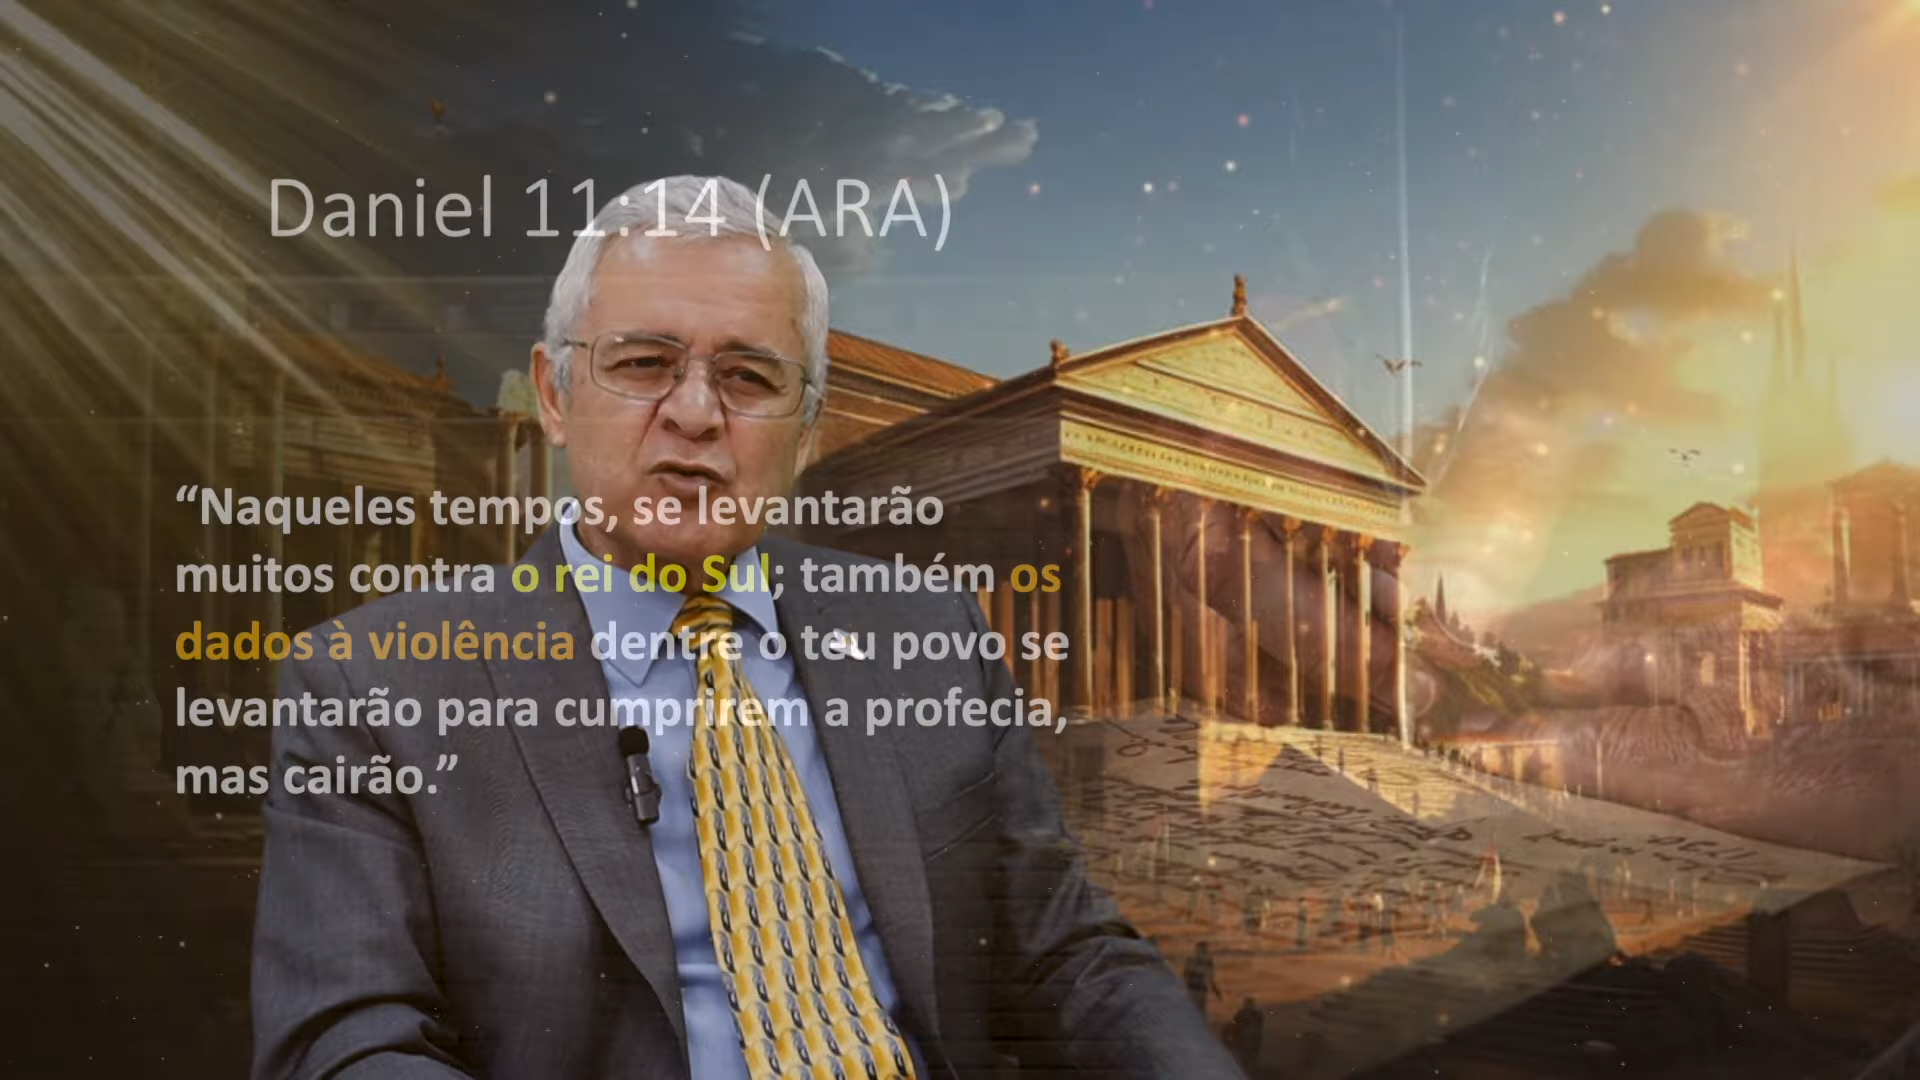 Daniel 11:14 (ARA)
“Naqueles tempos, se levantarão
muitos contra o rei do Sul; também os
dados à violência dentre o teu povo se
levantarão para cumprirem a profecia,
mas cairão.”